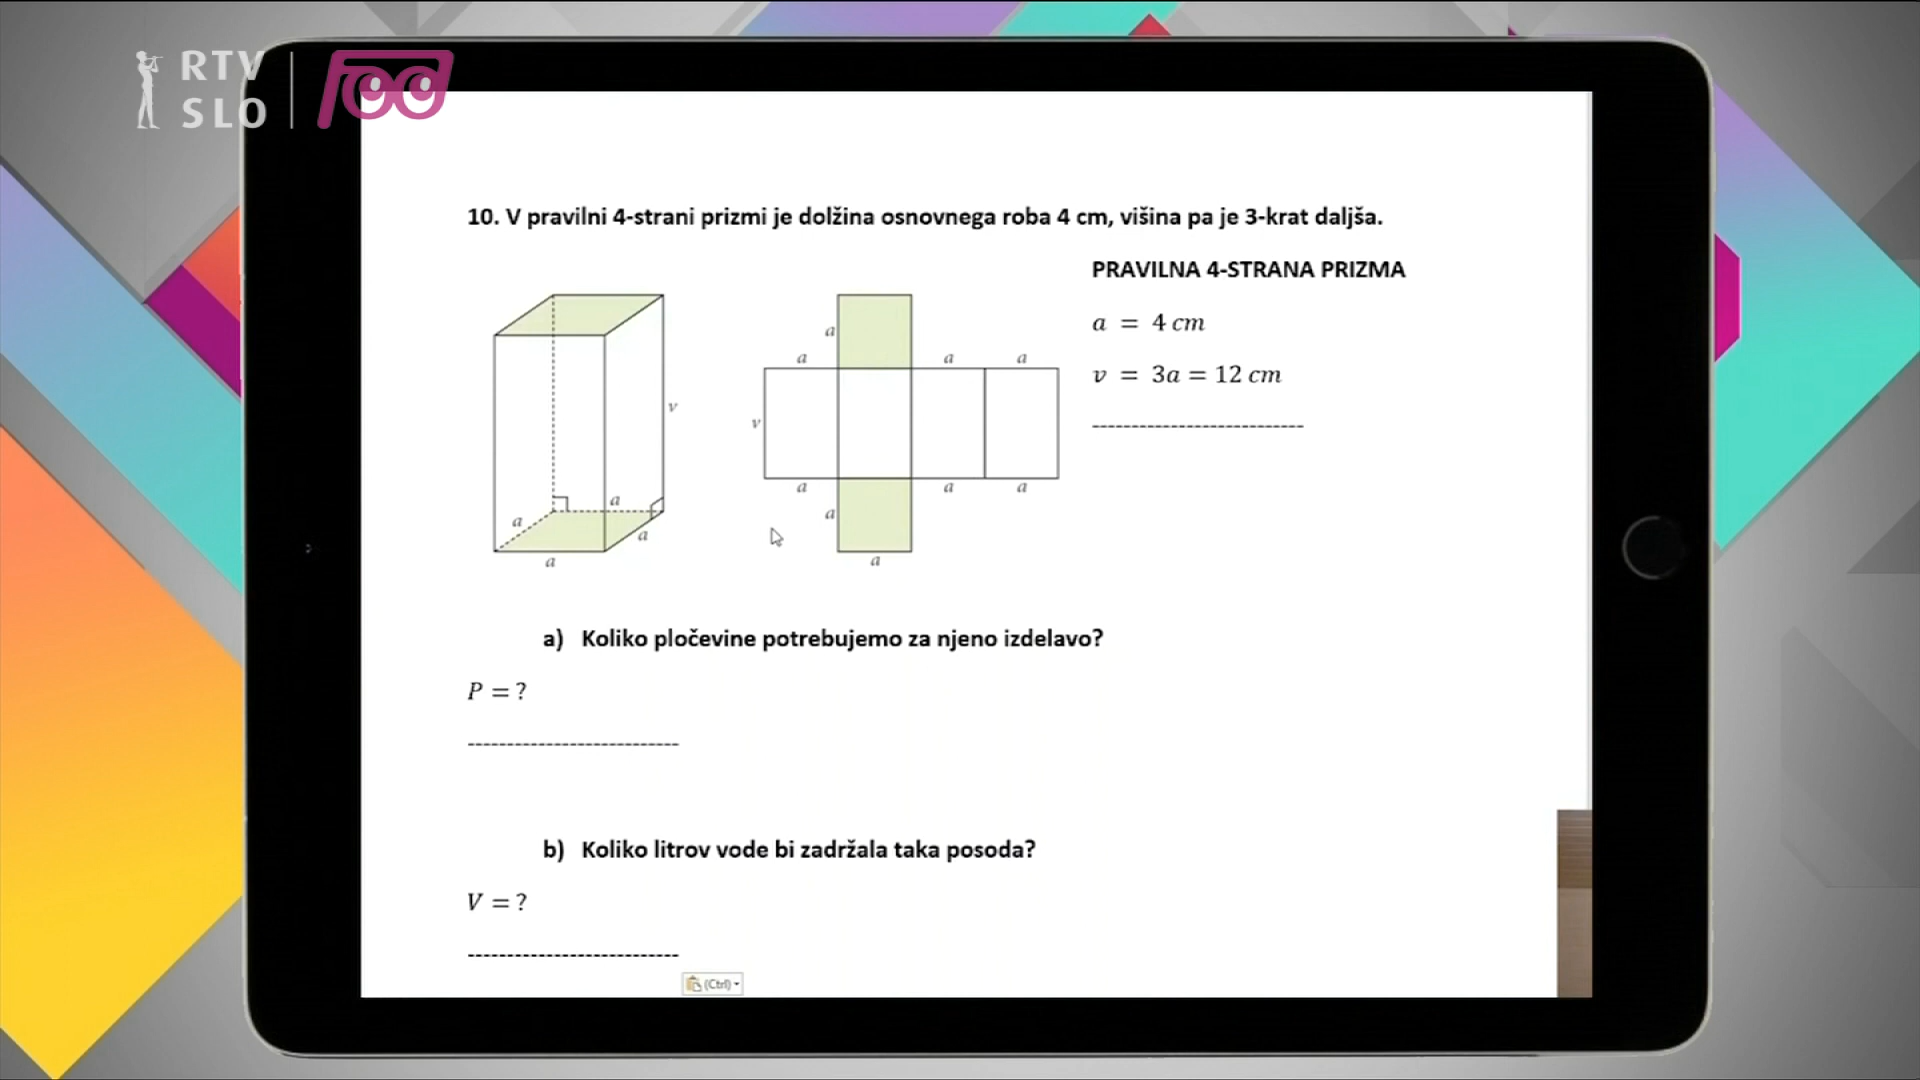 RTV
SLO
10. V pravilni 4-strani prizmi je dolžina osnovnega roba 4 cm, višina pa je 3-krat daljša.
PRAVILNA 4-STRANA PRIZMA
a = 4 cm
v = 3a = 12 cm
---------------------------
a
a
a
a
v
v
a
a
a
a
a
a
a
a
a
a
a) Koliko pločevine potrebujemo za njeno izdelavo?
P = ?
---------------------------
b) Koliko litrov vode bi zadržala taka posoda?
V = ?
---------------------------
(Ctrl)